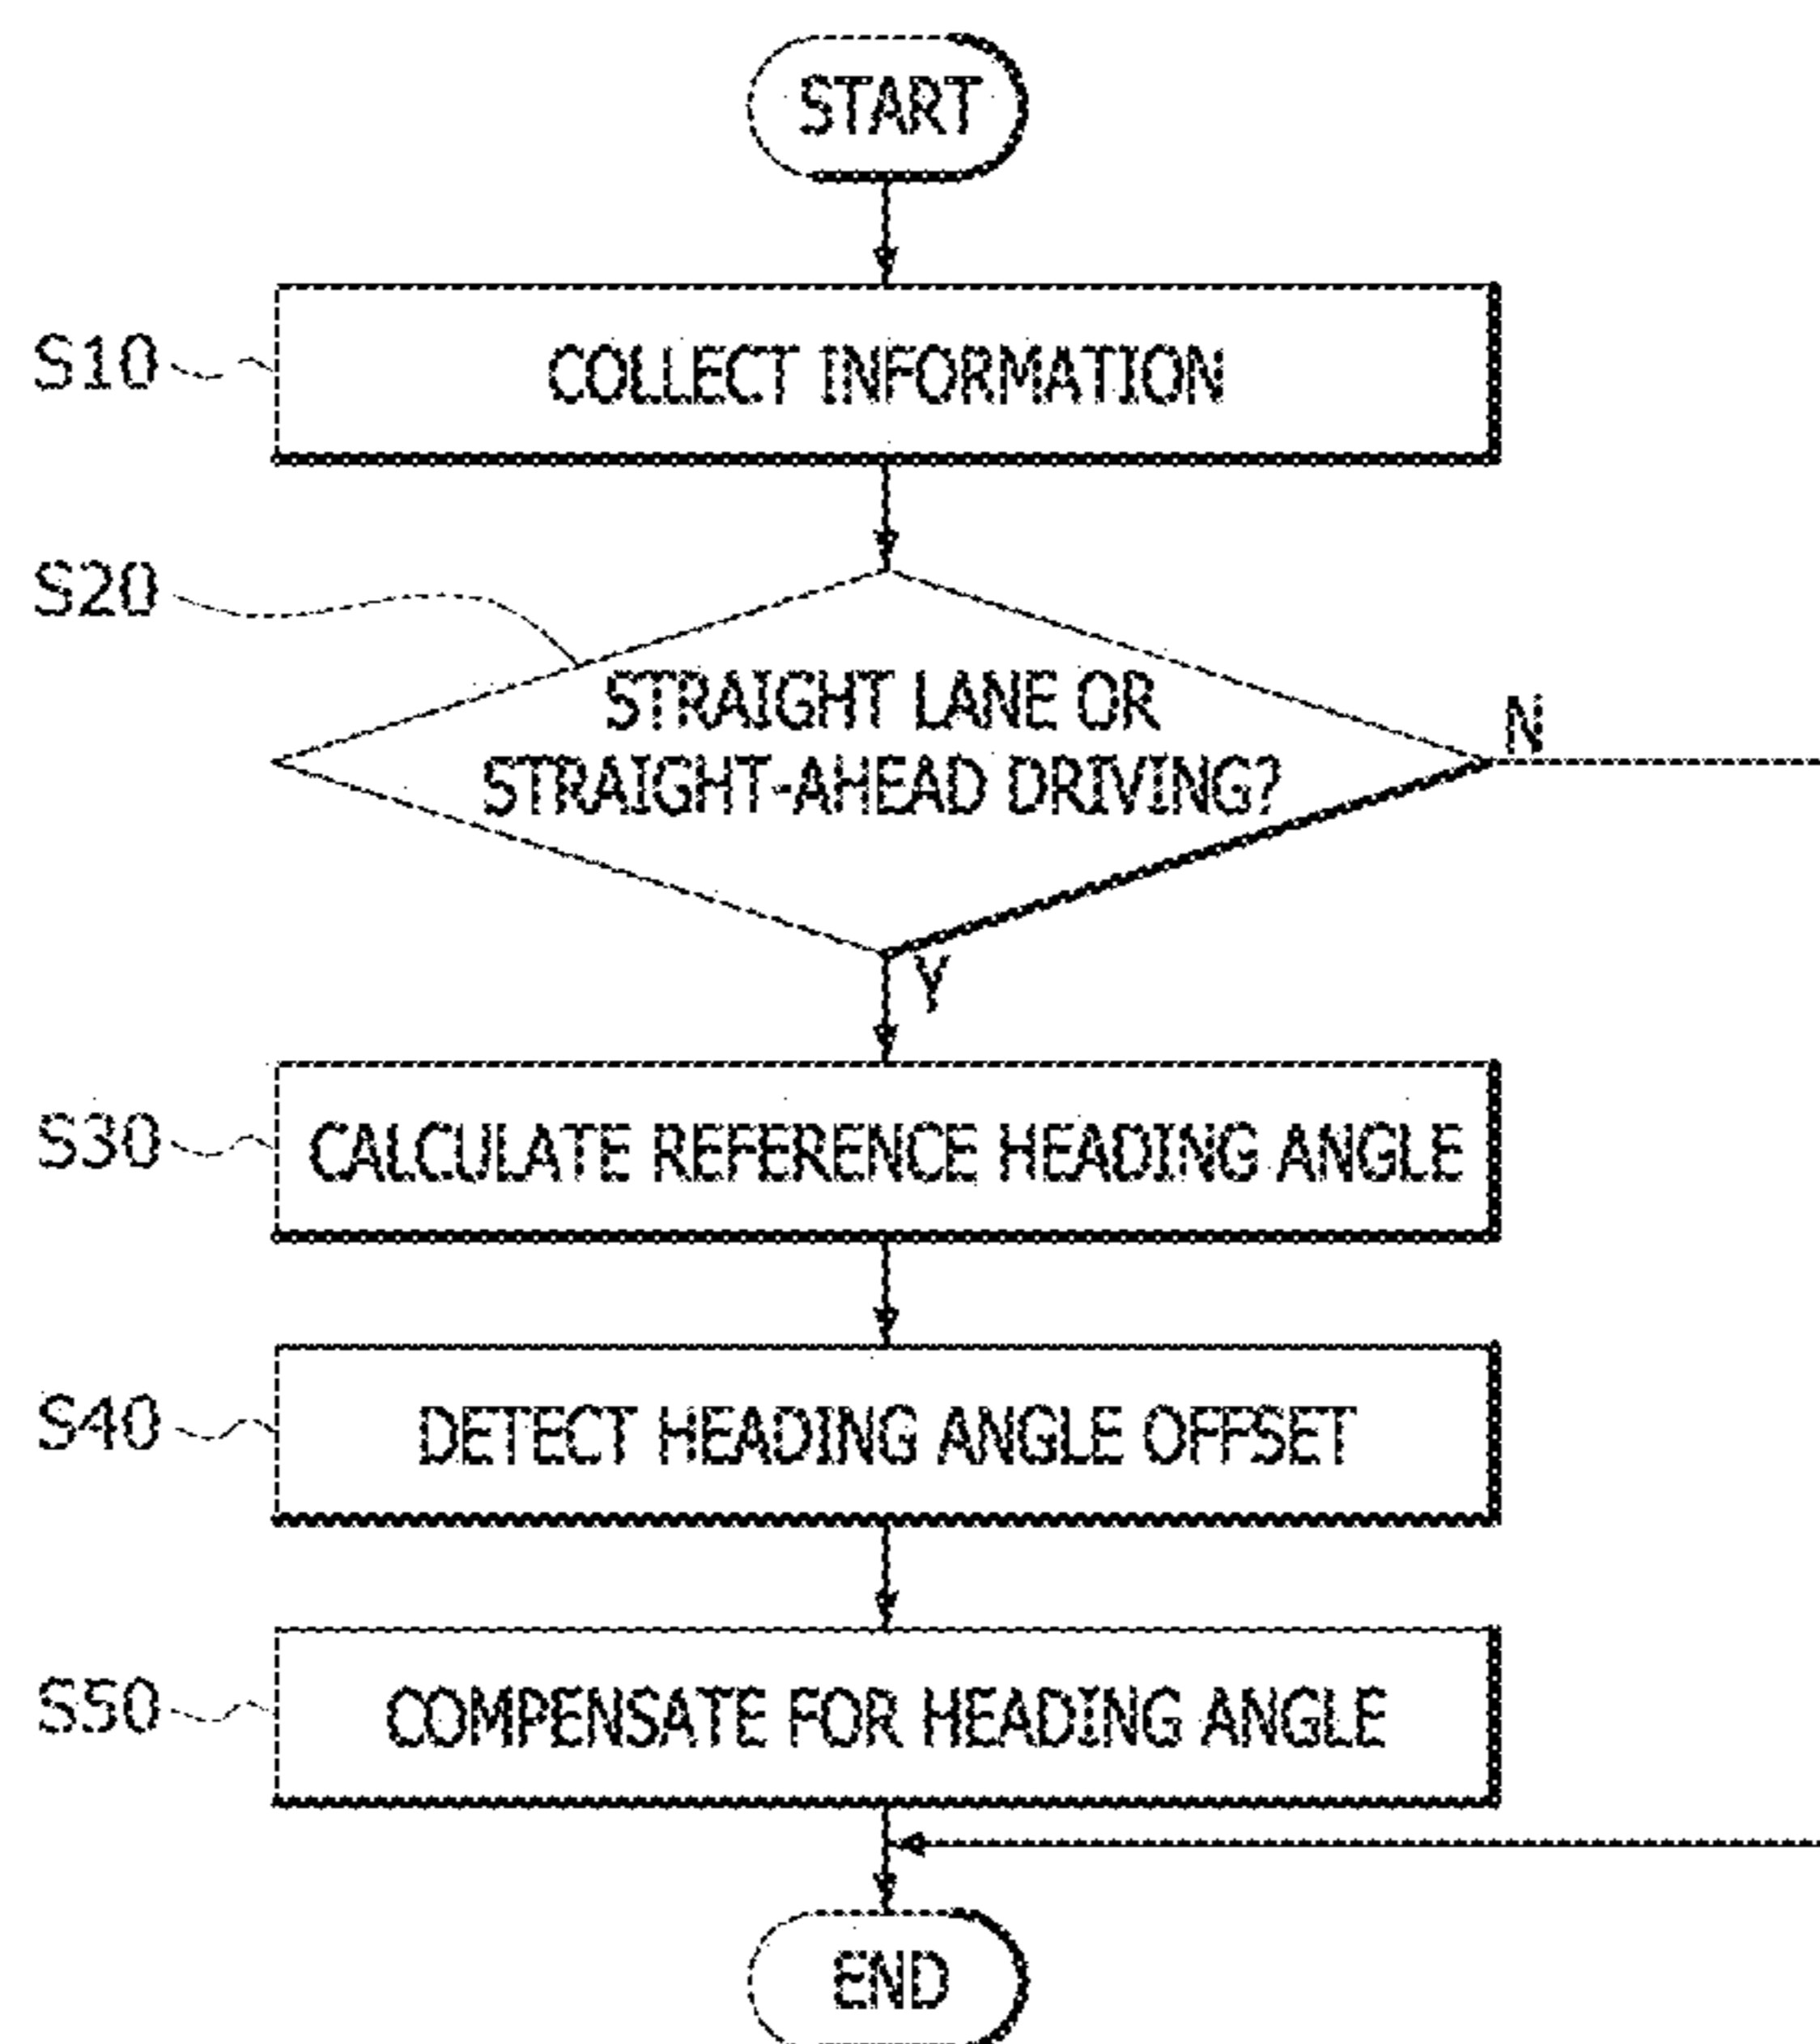 START
S10
COLLECT INFORMATION
S20
STRAIGHT LANE OR
STRAIGHT-AHEAD DRIVING?
N
Y
S30
CALCULATE REFERENCE HEADING ANGLE
S40
DETECT HEADING ANGLE OFFSET
S50
COMPENSATE FOR HEADING ANGLE
END